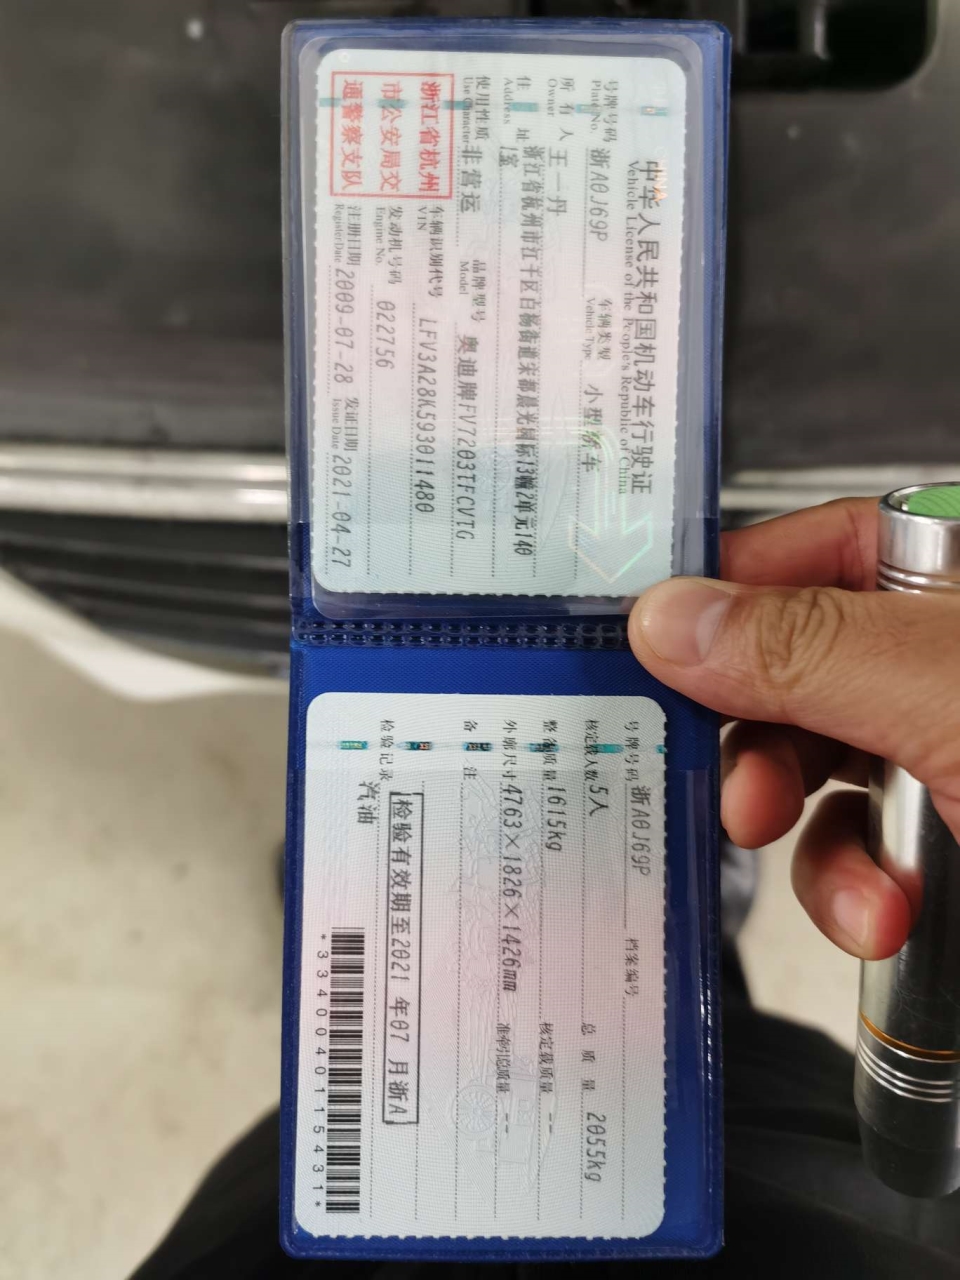 中华人民共和国机动车行驶证
Vehicle License of the People's Republic of China
号牌号码 浙A0J69P 车辆类型 小型轿车
Plate No. Vehicle Type
所有人 王一丹
Owner
住址 浙江省杭州市江干区白杨街道宋都晨光国际13幢2单元140
Address 1室
使用性质 非营运 品牌型号 奥迪牌FV7203TFCVTG
Use Character Model
浙江省杭州
市公安局交
通警察支队
车辆识别代号 LFV3A28K593011480
VIN
发动机号码 022756
Engine No.
注册日期 2009-07-28 发证日期 2021-04-27
Register Date Issue Date
号牌号码 浙A0J69P 档案编号
核定载人数 5人 总质量 2055kg
整备质量 1615kg 核定载质量 --
外廓尺寸 4763×1826×1426mm 准牵引总质量 --
备注
检验记录 检验有效期至2021年07月浙A
汽油
*3340040115431*